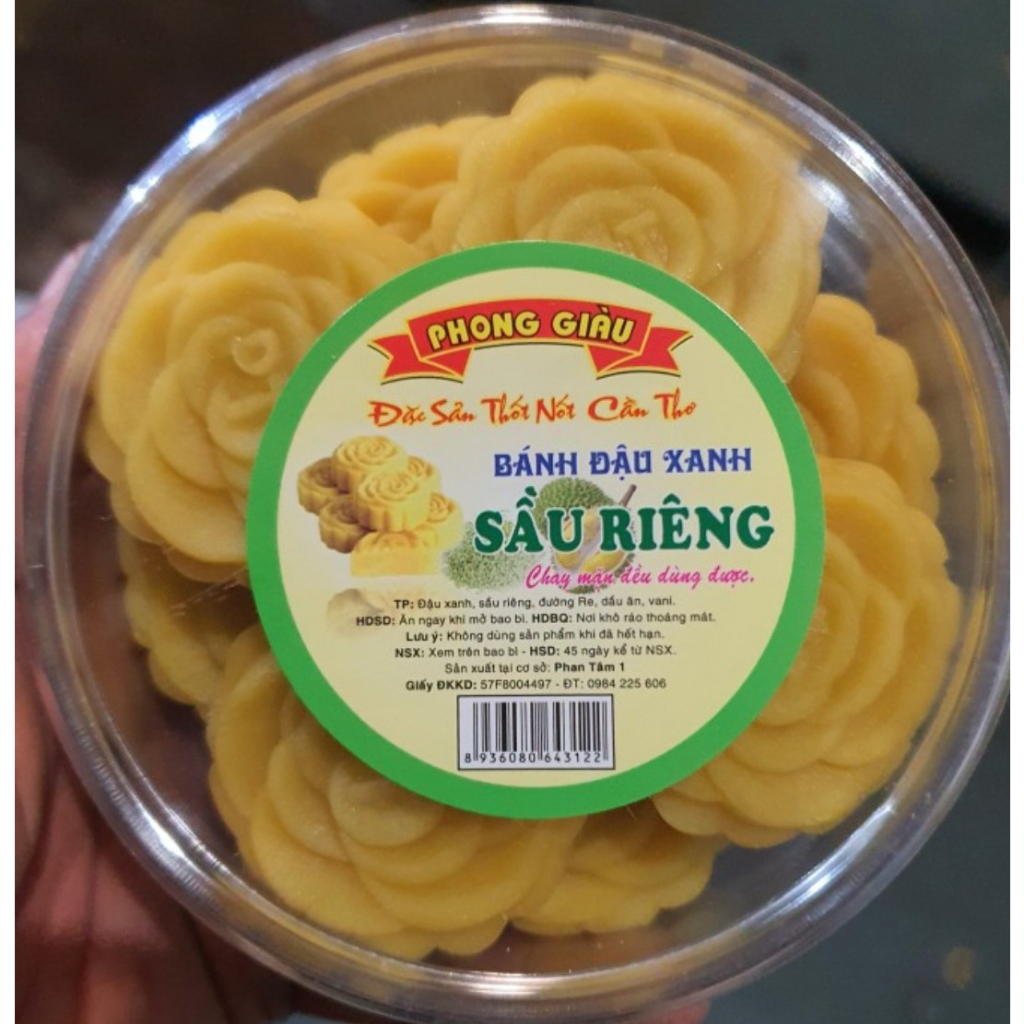 PHONG GIÀU
Đặc Sản Thốt Nốt Cần Thơ
BÁNH ĐẬU XANH
SẦU RIÊNG
Chay mặn đều dùng được.
TP: Đậu xanh, sầu riêng, đường Re, dầu ăn, vani.
HDSD: Ăn ngay khi mở bao bì. HDBQ: Nơi khô ráo thoáng mát.
Lưu ý: Không dùng sản phẩm khi đã hết hạn.
NSX: Xem trên bao bì - HSD: 45 ngày kể từ NSX.
Sản xuất tại cơ sở: Phan Tâm 1
Giấy ĐKKD: 57F8004497 - ĐT: 0984 225 606
8 936080 643122